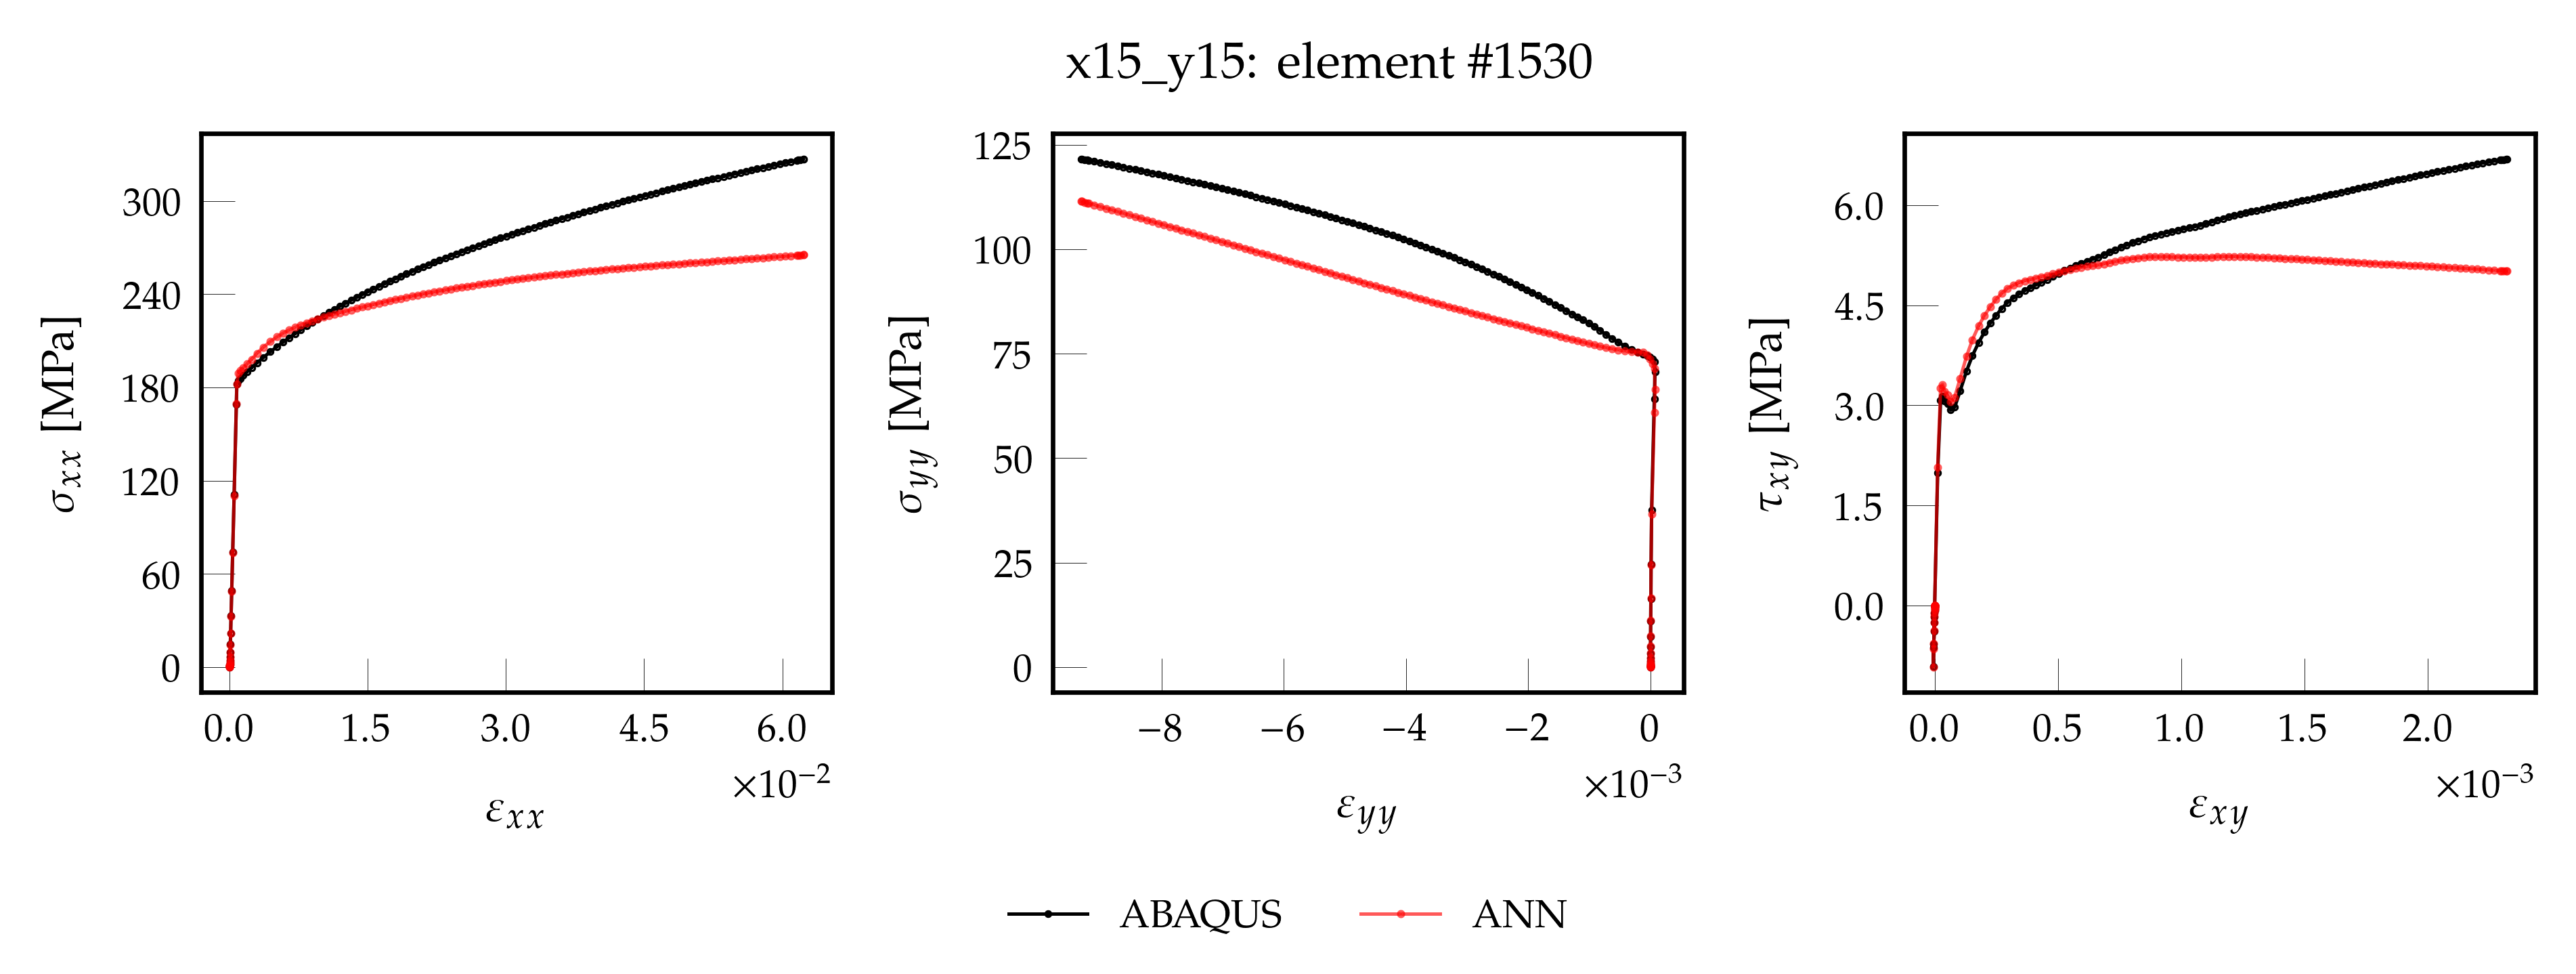 x15_y15: element #1530
300
240
180
120
60
0
σxx [MPa]
0.0 1.5 3.0 4.5 6.0
×10−2
εxx
125
100
75
50
25
0
σyy [MPa]
−8 −6 −4 −2 0
×10−3
εyy
6.0
4.5
3.0
1.5
0.0
τxy [MPa]
0.0 0.5 1.0 1.5 2.0
×10−3
εxy
ABAQUS ANN